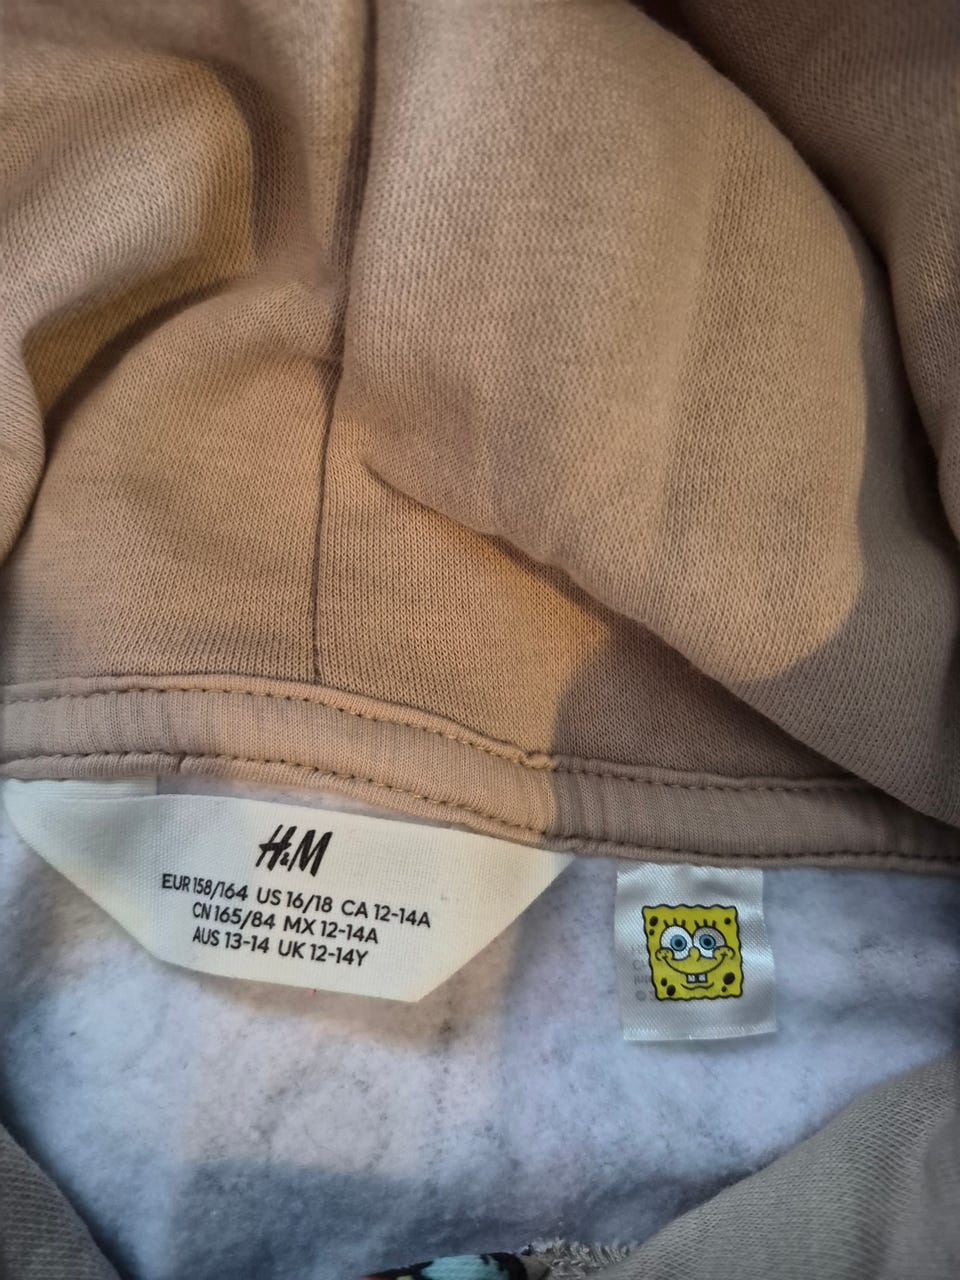 H&M
EUR 158/164 US 16/18 CA 12-14A
CN 165/84 MX 12-14A
AUS 13-14 UK 12-14Y